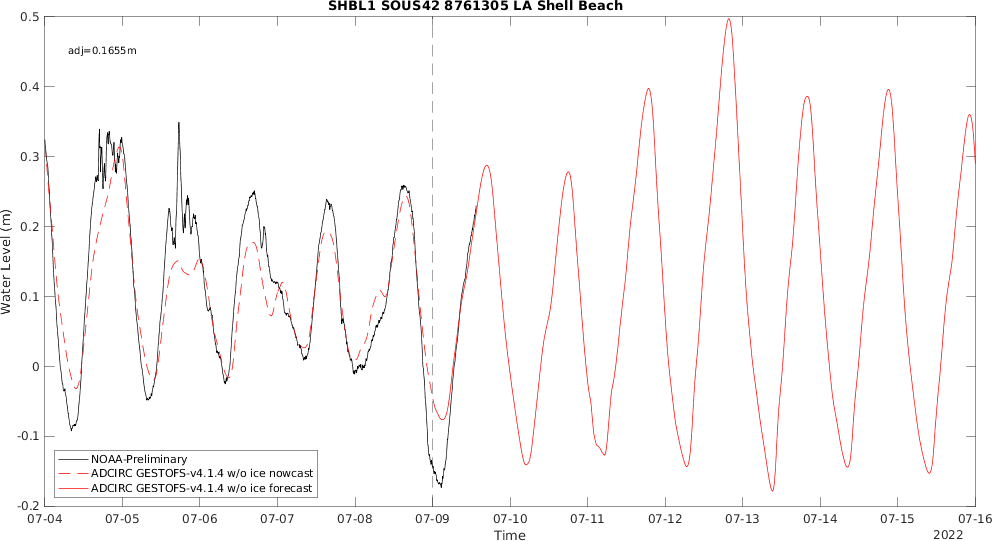 SHBL1 SOUS42 8761305 LA Shell Beach
adj=0.1655m
0.5
0.4
0.3
0.2
0.1
0
-0.1
-0.2
Water Level (m)
NOAA-Preliminary
ADCIRC GESTOFS-v4.1.4 w/o ice nowcast
ADCIRC GESTOFS-v4.1.4 w/o ice forecast
07-04 07-05 07-06 07-07 07-08 07-09 07-10 07-11 07-12 07-13 07-14 07-15 07-16
Time
2022